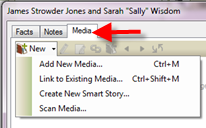 James Strowder Jones and Sarah "Sally" Wisdom
Facts Notes Media
New
Add New Media... Ctrl+M
Link to Existing Media... Ctrl+Shift+M
Create New Smart Story...
Scan Media...